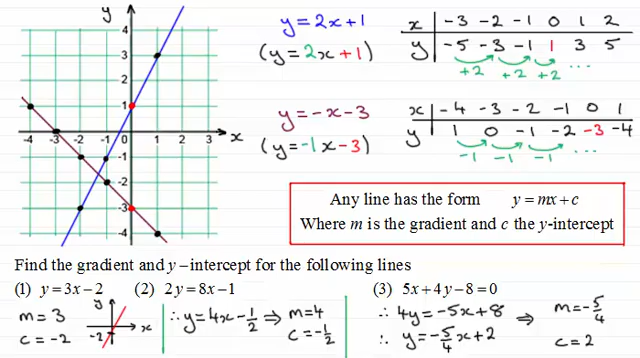 y
4
3
2
1
-4 -3 -2 -1 0 1 2 3 x
-1
-2
-3
-4
y=2x+1
(y=2x+1)
x | -3 -2 -1 0 1 2
y | -5 -3 -1 1 3 5
+2 +2 +2 ...
y=-x-3
(y=-1x-3)
x | -4 -3 -2 -1 0 1
y | 1 0 -1 -2 -3 -4
-1 -1 -1 ...
Any line has the form y = mx + c
Where m is the gradient and c the y-intercept
Find the gradient and y – intercept for the following lines
(1) y = 3x – 2
m = 3
c = -2
y
x
-2
(2) 2y = 8x – 1
∴ y = 4x - 1/2 ⇒ m = 4
c = -1/2
(3) 5x + 4y – 8 = 0
∴ 4y = -5x + 8
∴ y = -5/4 x + 2
⇒ m = -5/4
c = 2